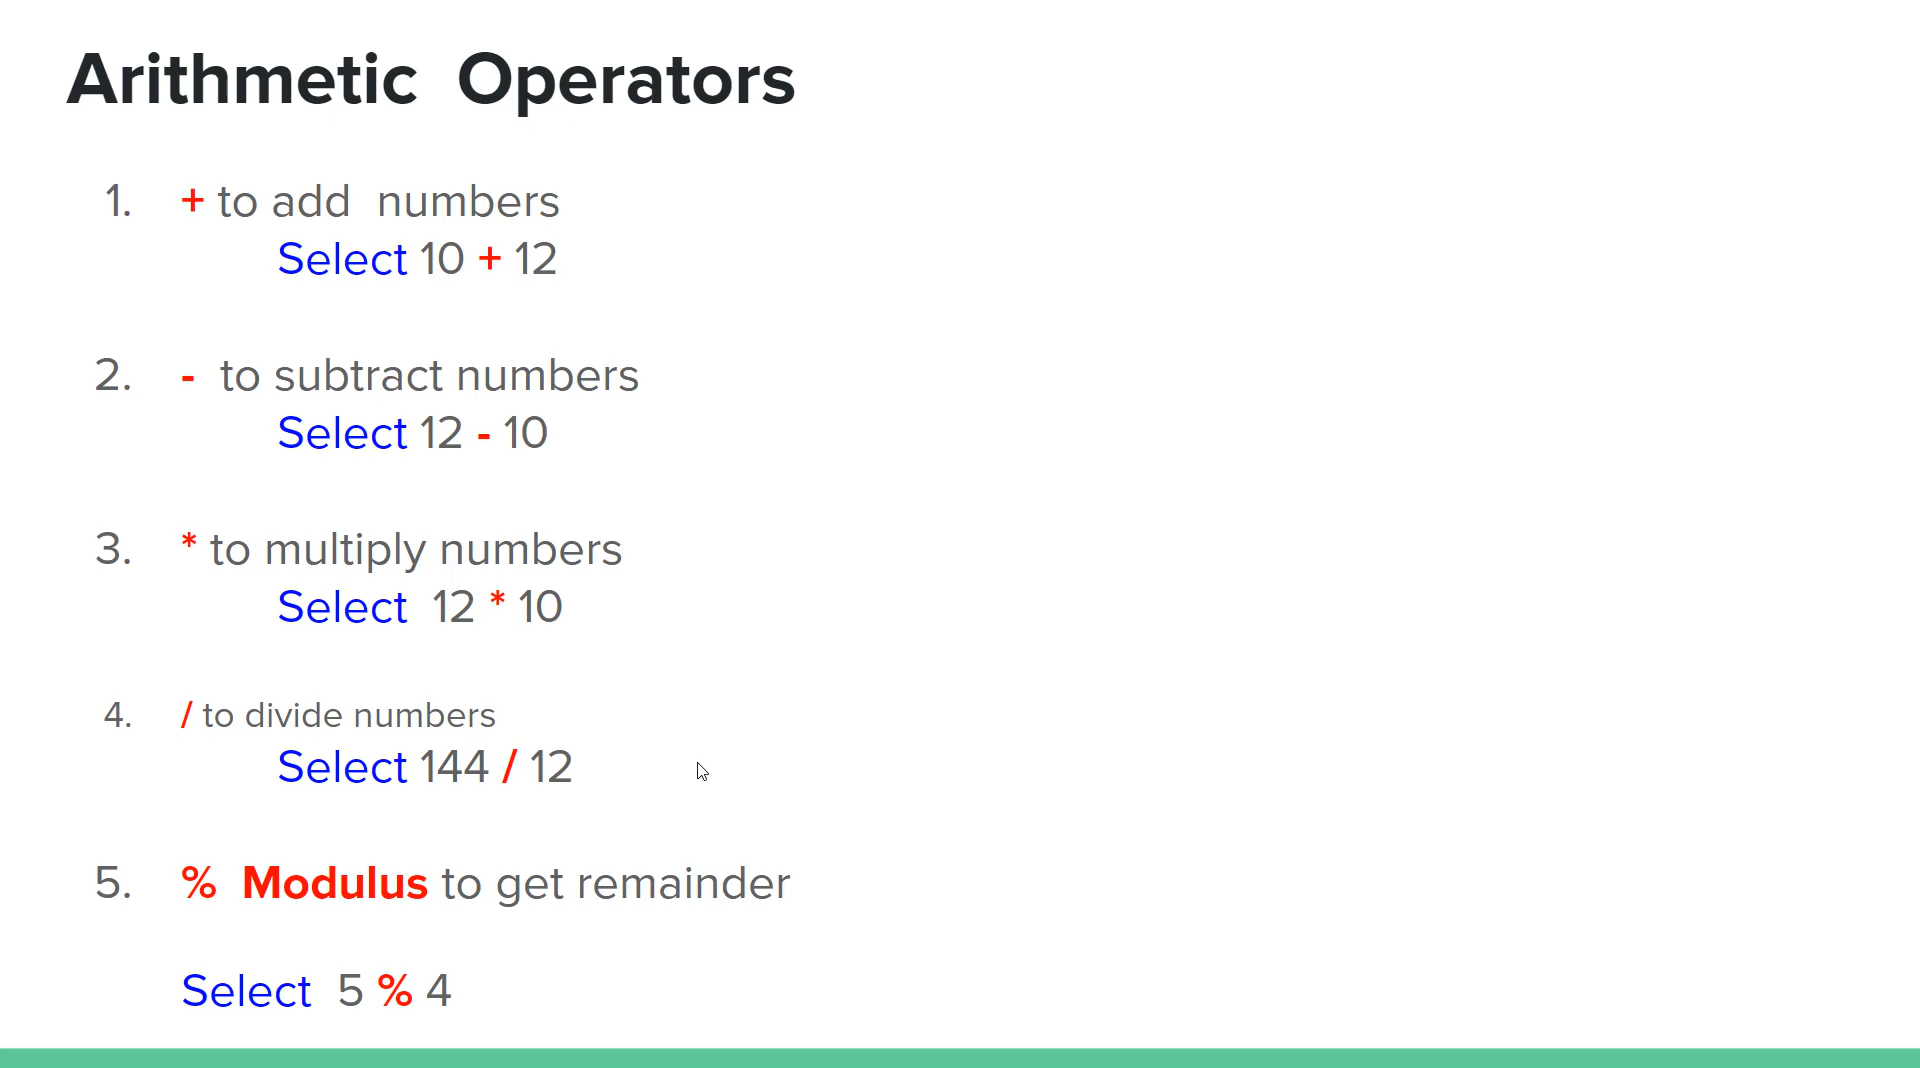 Arithmetic Operators
1. + to add numbers
Select 10 + 12
2. - to subtract numbers
Select 12 - 10
3. * to multiply numbers
Select 12 * 10
4. / to divide numbers
Select 144 / 12
5. % Modulus to get remainder
Select 5 % 4